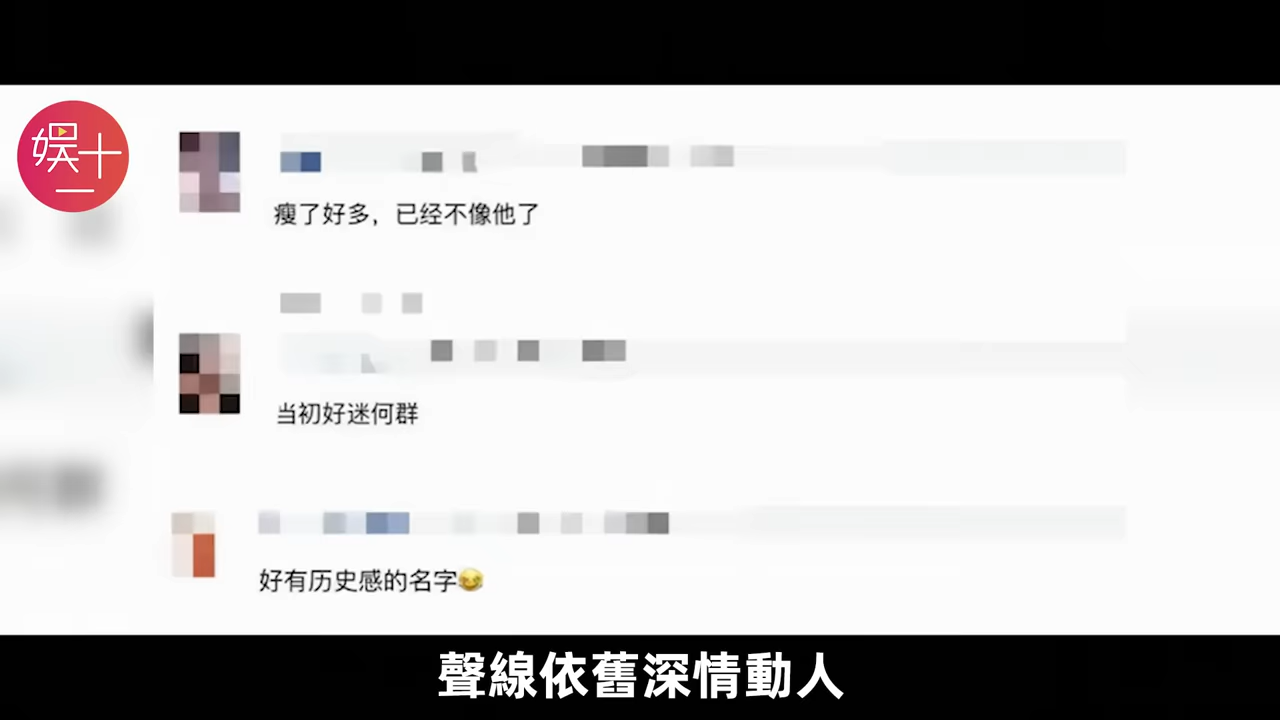 娱十一
瘦了好多，已经不像他了
当初好迷何群
好有历史感的名字😂
聲線依舊深情動人